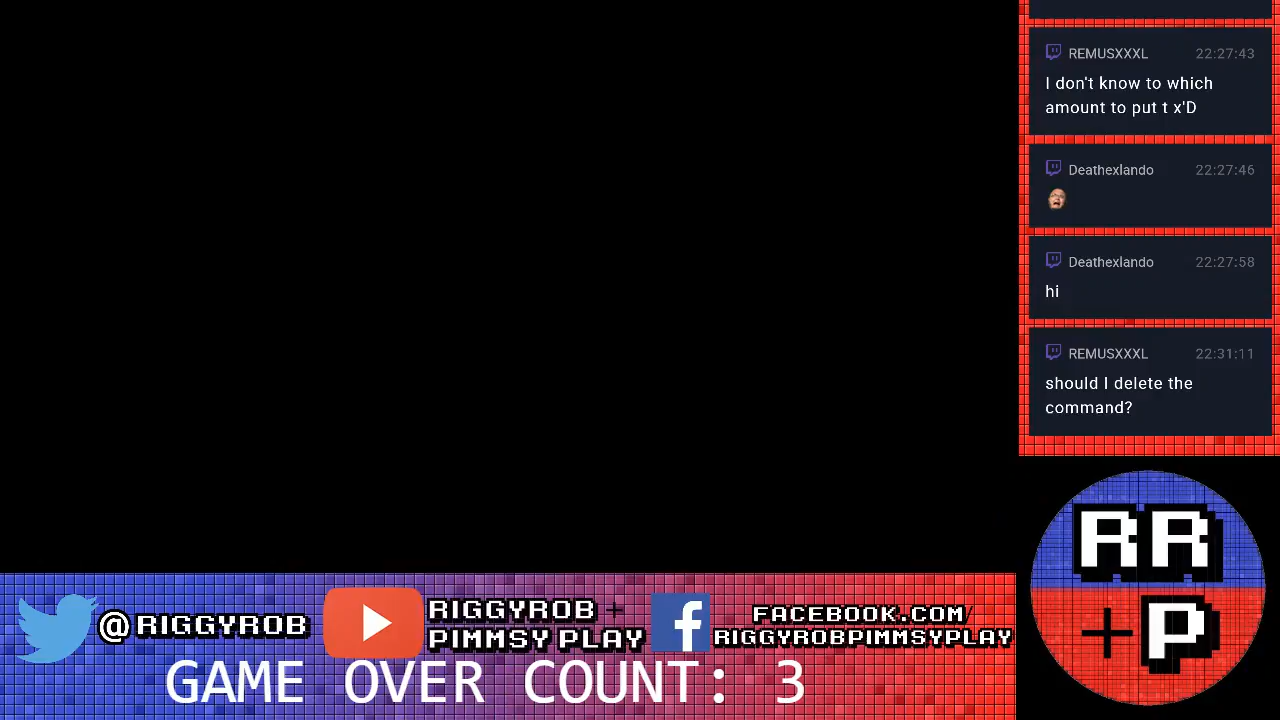 REMUSXXXL 22:27:43
I don't know to which
amount to put t x'D
Deathexlando 22:27:46
Deathexlando 22:27:58
hi
REMUSXXXL 22:31:11
should I delete the
command?
RR
+P
@RIGGYROB
RIGGYROB +
PIMMSY PLAY
FACEBOOK.COM/
RIGGYROBPIMMSYPLAY
GAME OVER COUNT: 3